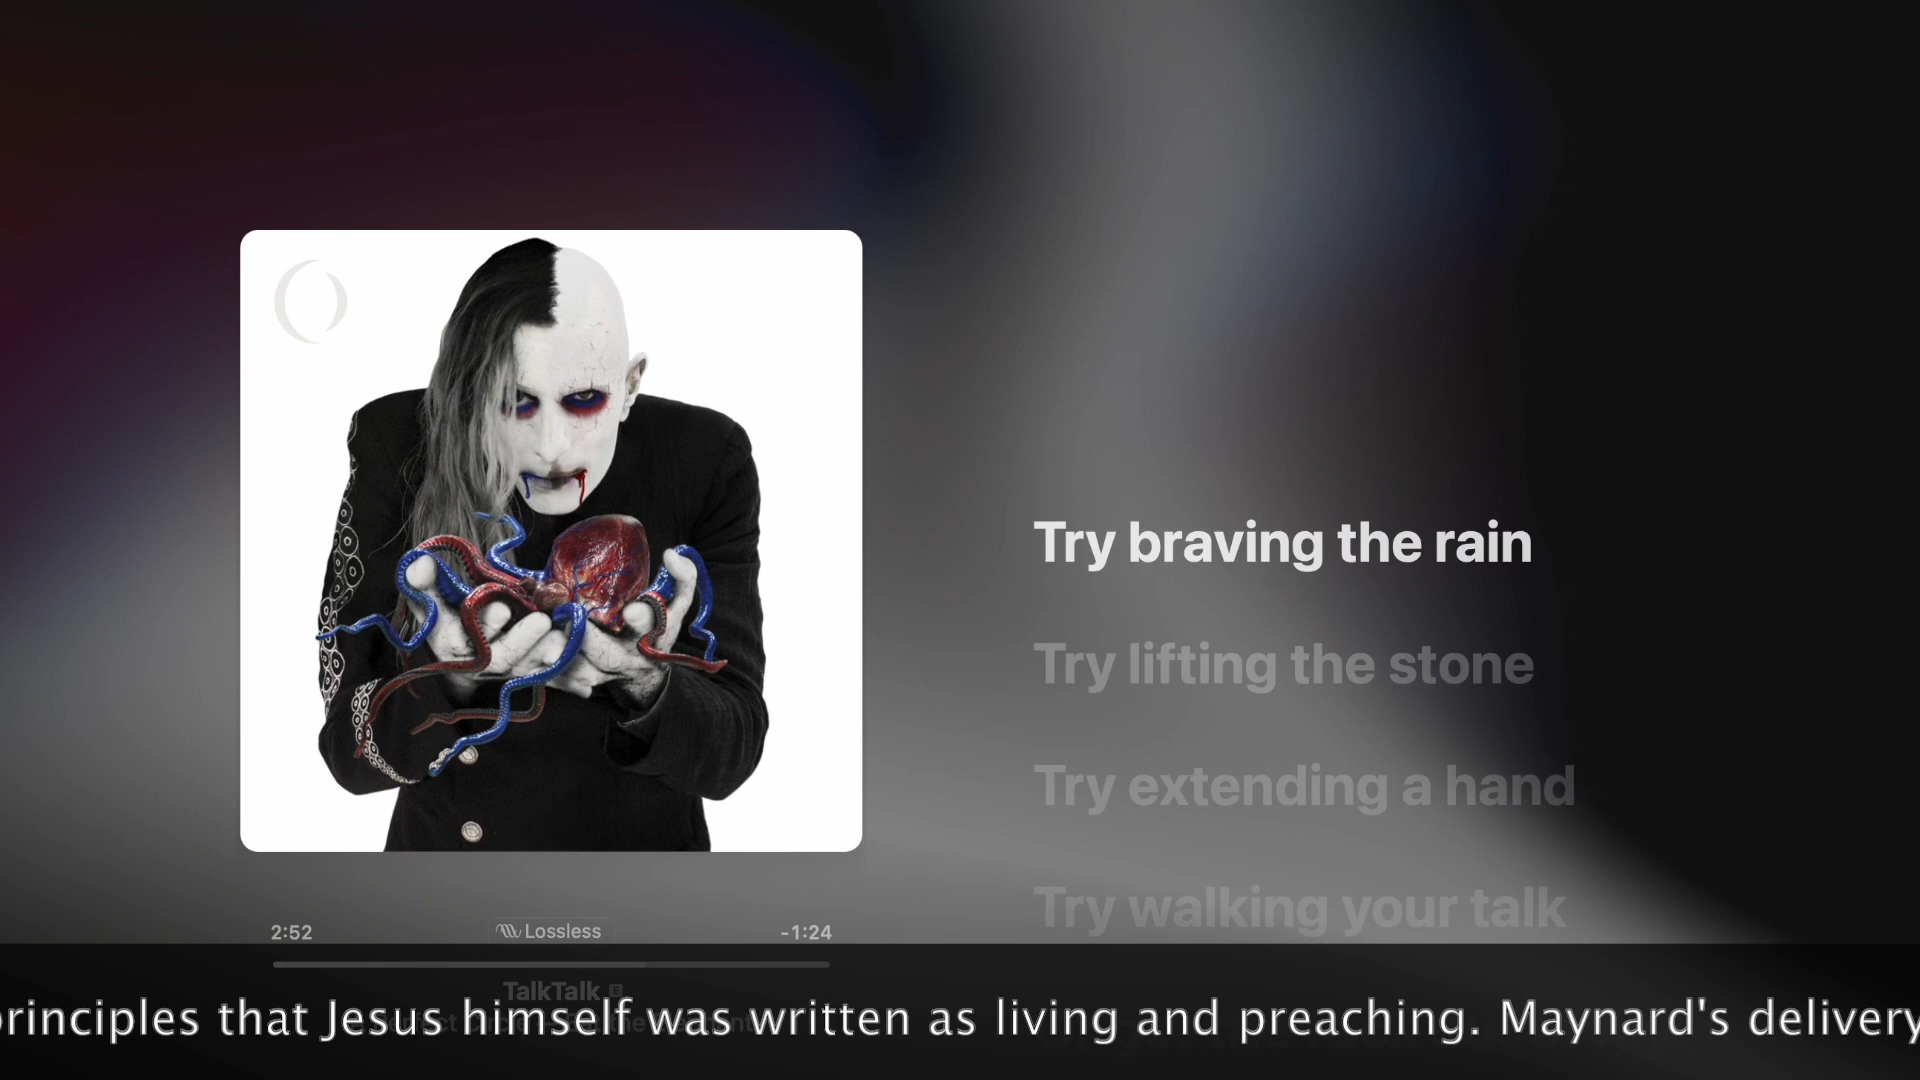 Try braving the rain
Try lifting the stone
Try extending a hand
Try walking your talk
2:52
Lossless
-1:24
TalkTalk E
principles that Jesus himself was written as living and preaching. Maynard's delivery